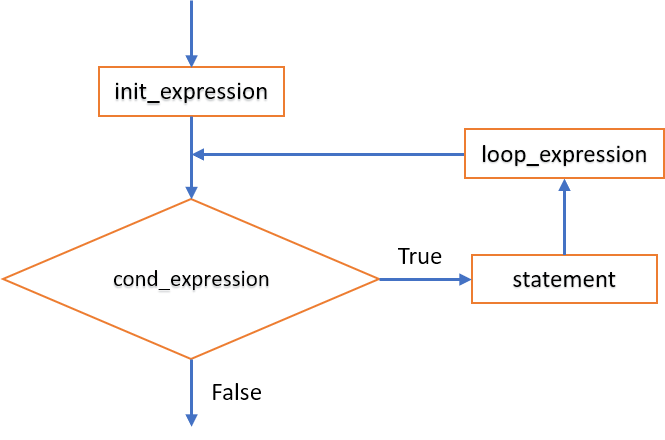 init_expression
loop_expression
True
cond_expression
statement
False